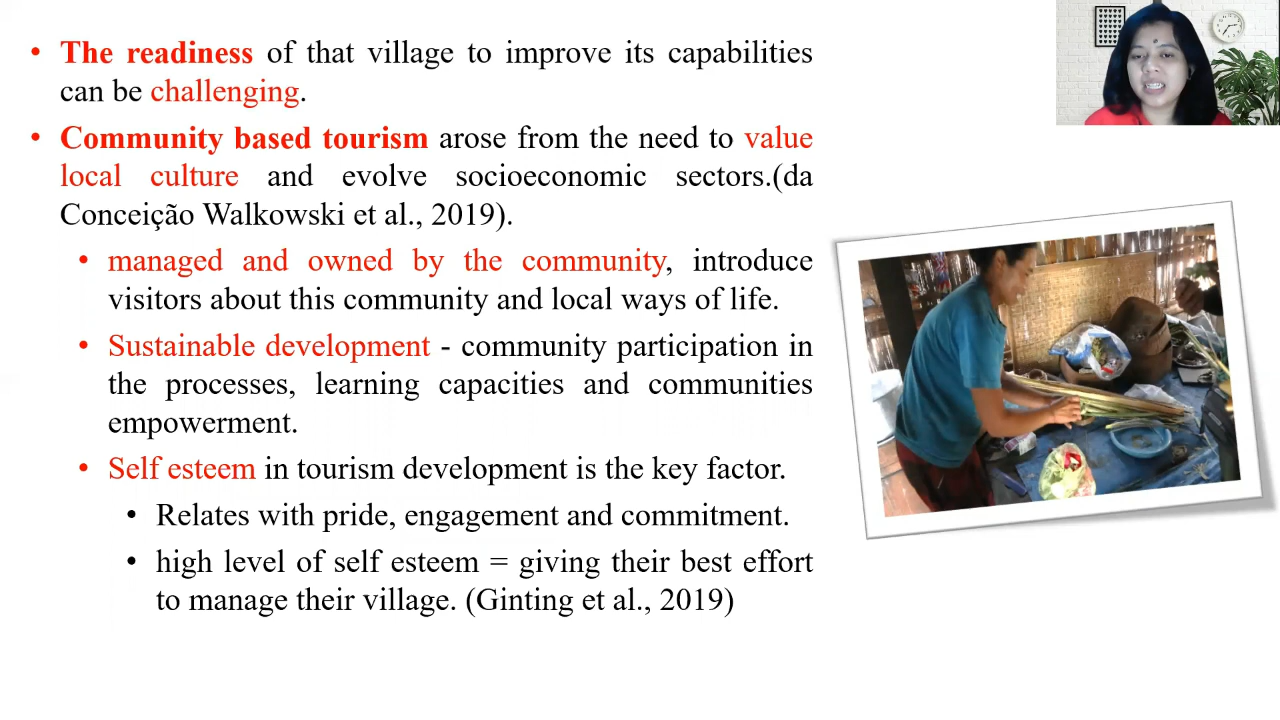 • The readiness of that village to improve its capabilities
can be challenging.
• Community based tourism arose from the need to value
local culture and evolve socioeconomic sectors.(da
Conceição Walkowski et al., 2019).
• managed and owned by the community, introduce
visitors about this community and local ways of life.
• Sustainable development - community participation in
the processes, learning capacities and communities
empowerment.
• Self esteem in tourism development is the key factor.
• Relates with pride, engagement and commitment.
• high level of self esteem = giving their best effort
to manage their village. (Ginting et al., 2019)